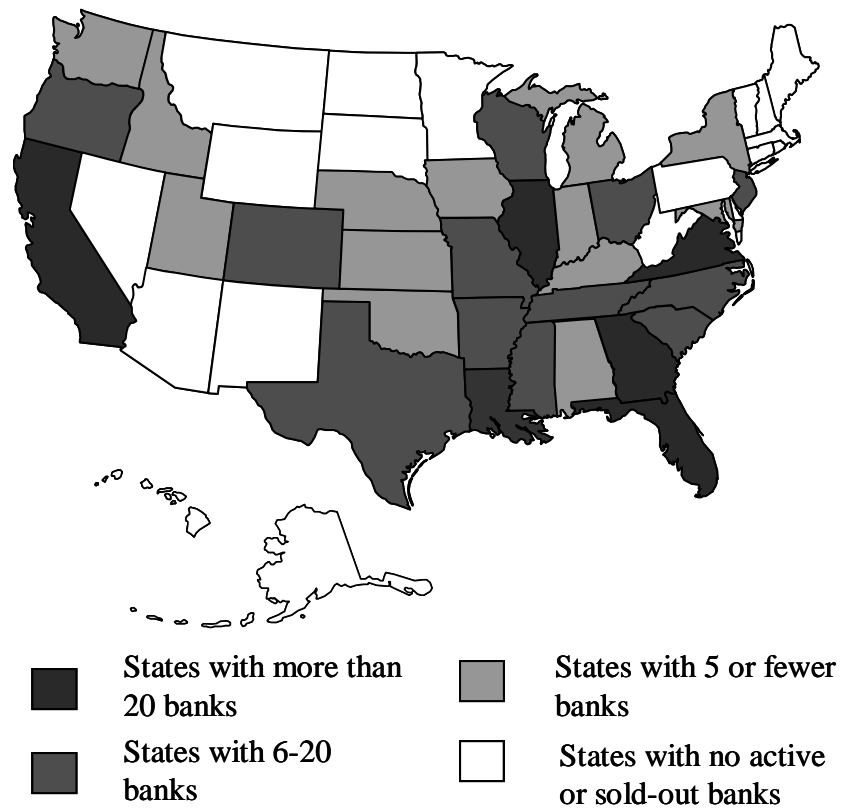 States with more than
20 banks
States with 6-20
banks
States with 5 or fewer
banks
States with no active
or sold-out banks